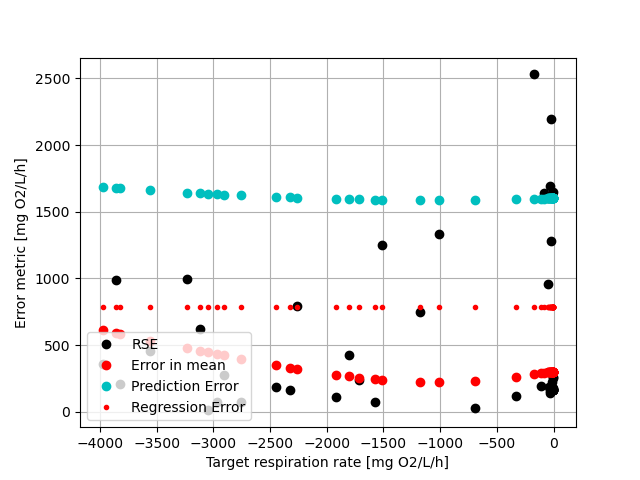 2500
2000
1500
1000
500
0
Error metric [mg O2/L/h]
RSE
Error in mean
Prediction Error
Regression Error
−4000 −3500 −3000 −2500 −2000 −1500 −1000 −500 0
Target respiration rate [mg O2/L/h]